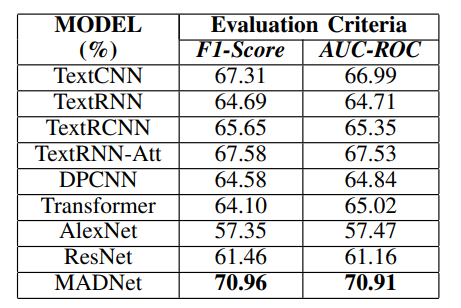 MODEL Evaluation Criteria
(%) F1-Score AUC-ROC
TextCNN 67.31 66.99
TextRNN 64.69 64.71
TextRCNN 65.65 65.35
TextRNN-Att 67.58 67.53
DPCNN 64.58 64.84
Transformer 64.10 65.02
AlexNet 57.35 57.47
ResNet 61.46 61.16
MADNet 70.96 70.91